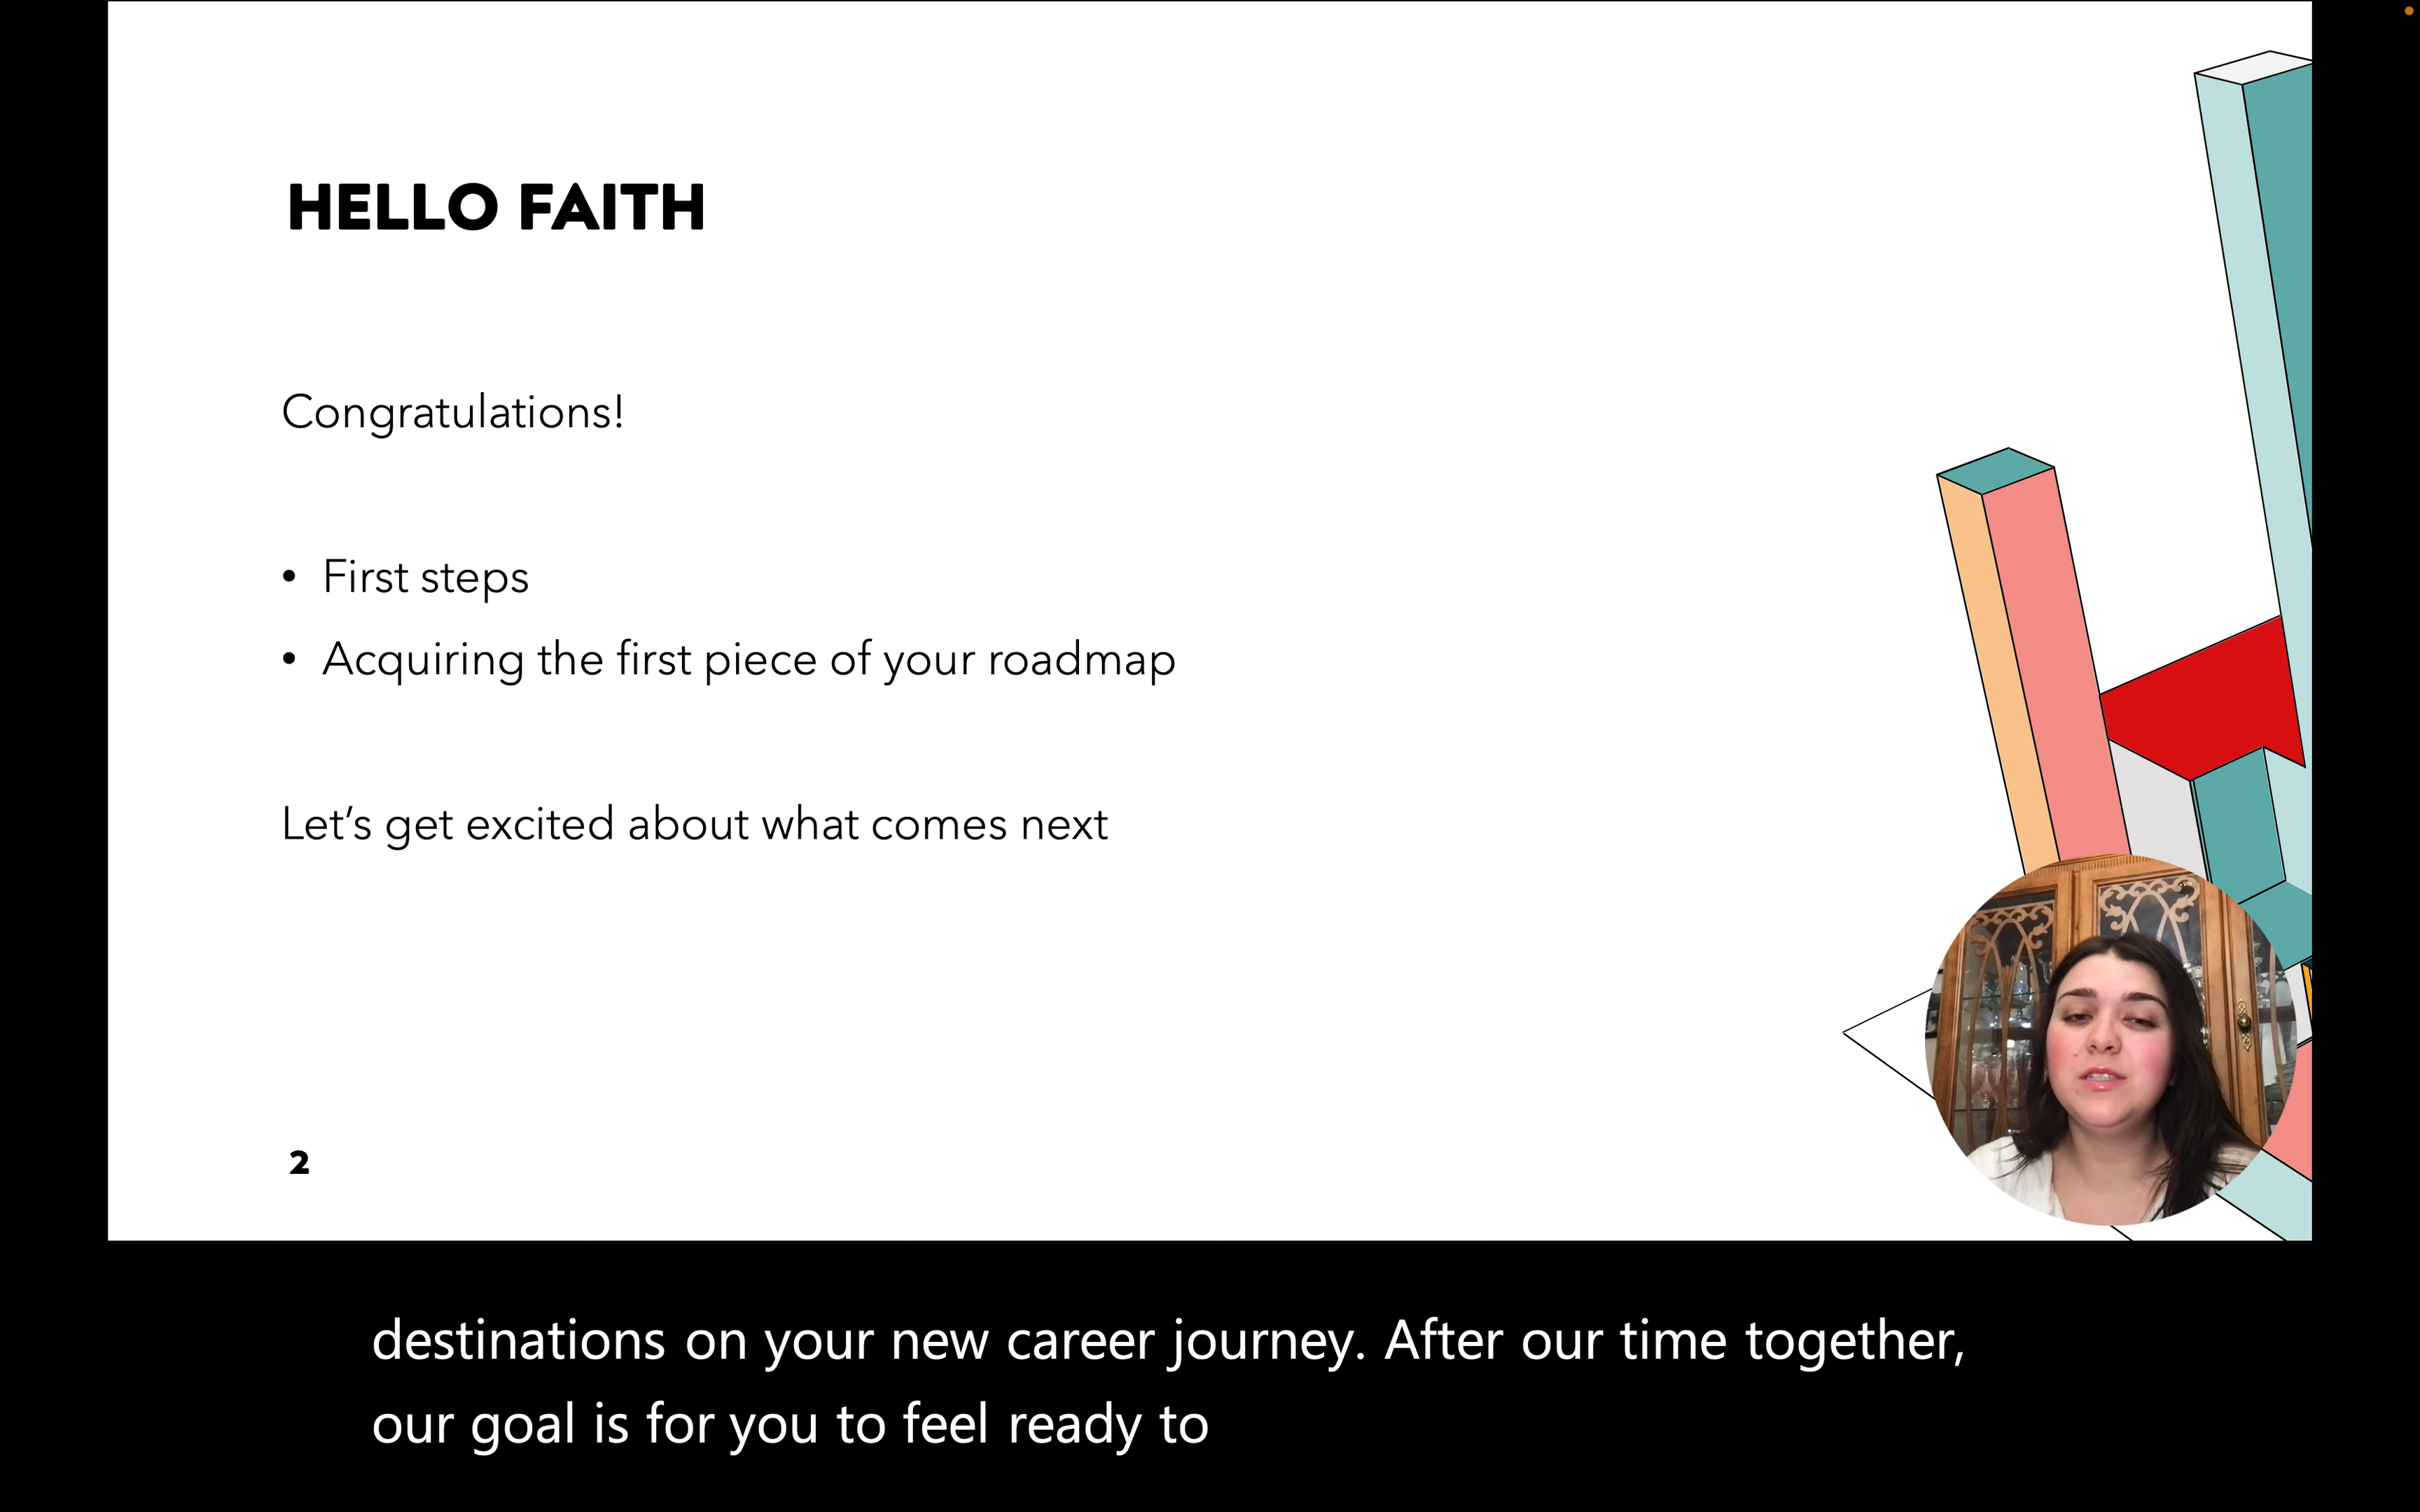 HELLO FAITH
Congratulations!
• First steps
• Acquiring the first piece of your roadmap
Let’s get excited about what comes next
2
destinations on your new career journey. After our time together,
our goal is for you to feel ready to